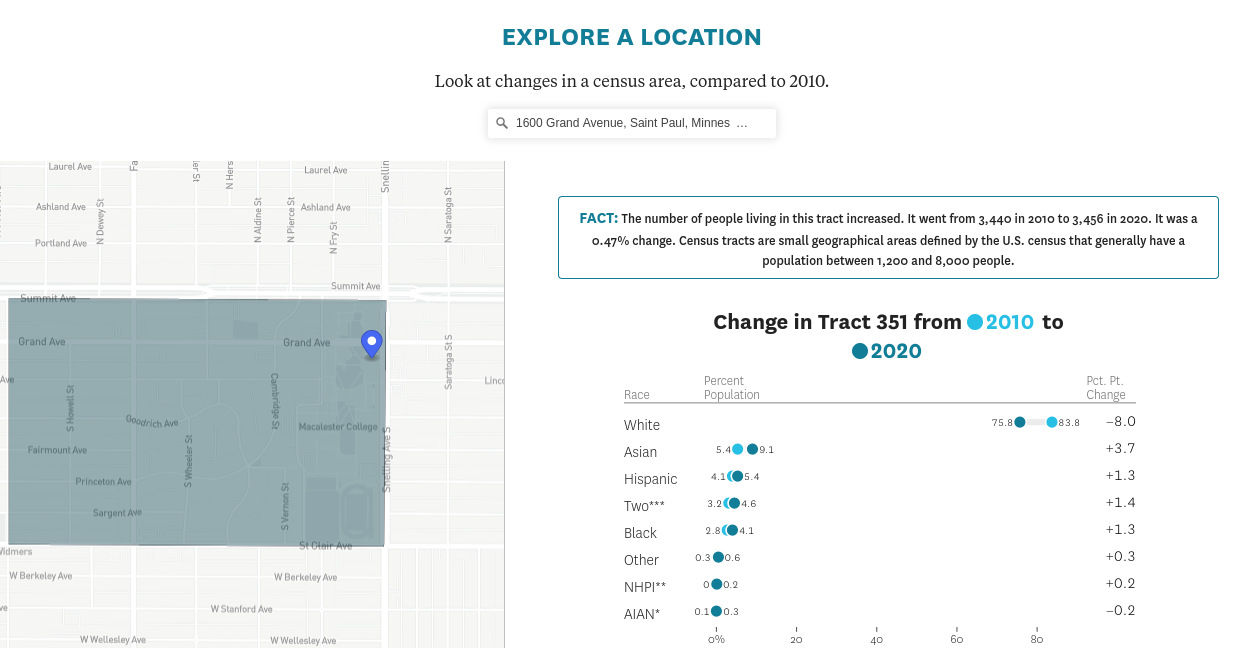 EXPLORE A LOCATION
Look at changes in a census area, compared to 2010.
1600 Grand Avenue, Saint Paul, Minnes ...
Laurel Ave
Fa
er St
N Hers
Laurel Ave
Snellin
Ashland Ave
N Dewey St
N Aldine St
N Pierce St
Ashland Ave
N Fry St
N Saratoga St
Portland Ave
Summit Ave
Summit Ave
Grand Ave
Grand Ave
Saratoga St S
Ave
S Howell St
Cambridge St
Linco
Goodrich Ave
Macalester College
Fairmount Ave
S Wheeler St
Snelling Ave S
Princeton Ave
S Vernon St
Sargent Ave
St Clair Ave
Widmers
W Berkeley Ave
W Berkeley Ave
ve
W Stanford Ave
W Wellesley Ave
W Wellesley Ave
FACT: The number of people living in this tract increased. It went from 3,440 in 2010 to 3,456 in 2020. It was a
0.47% change. Census tracts are small geographical areas defined by the U.S. census that generally have a
population between 1,200 and 8,000 people.
Change in Tract 351 from 2010 to
2020
Race
Percent
Population
Pct. Pt.
Change
White 75.8 83.8 −8.0
Asian 5.4 9.1 +3.7
Hispanic 4.1 5.4 +1.3
Two*** 3.2 4.6 +1.4
Black 2.8 4.1 +1.3
Other 0.3 0.6 +0.3
NHPI** 0 0.2 +0.2
AIAN* 0.1 0.3 −0.2
0% 20 40 60 80